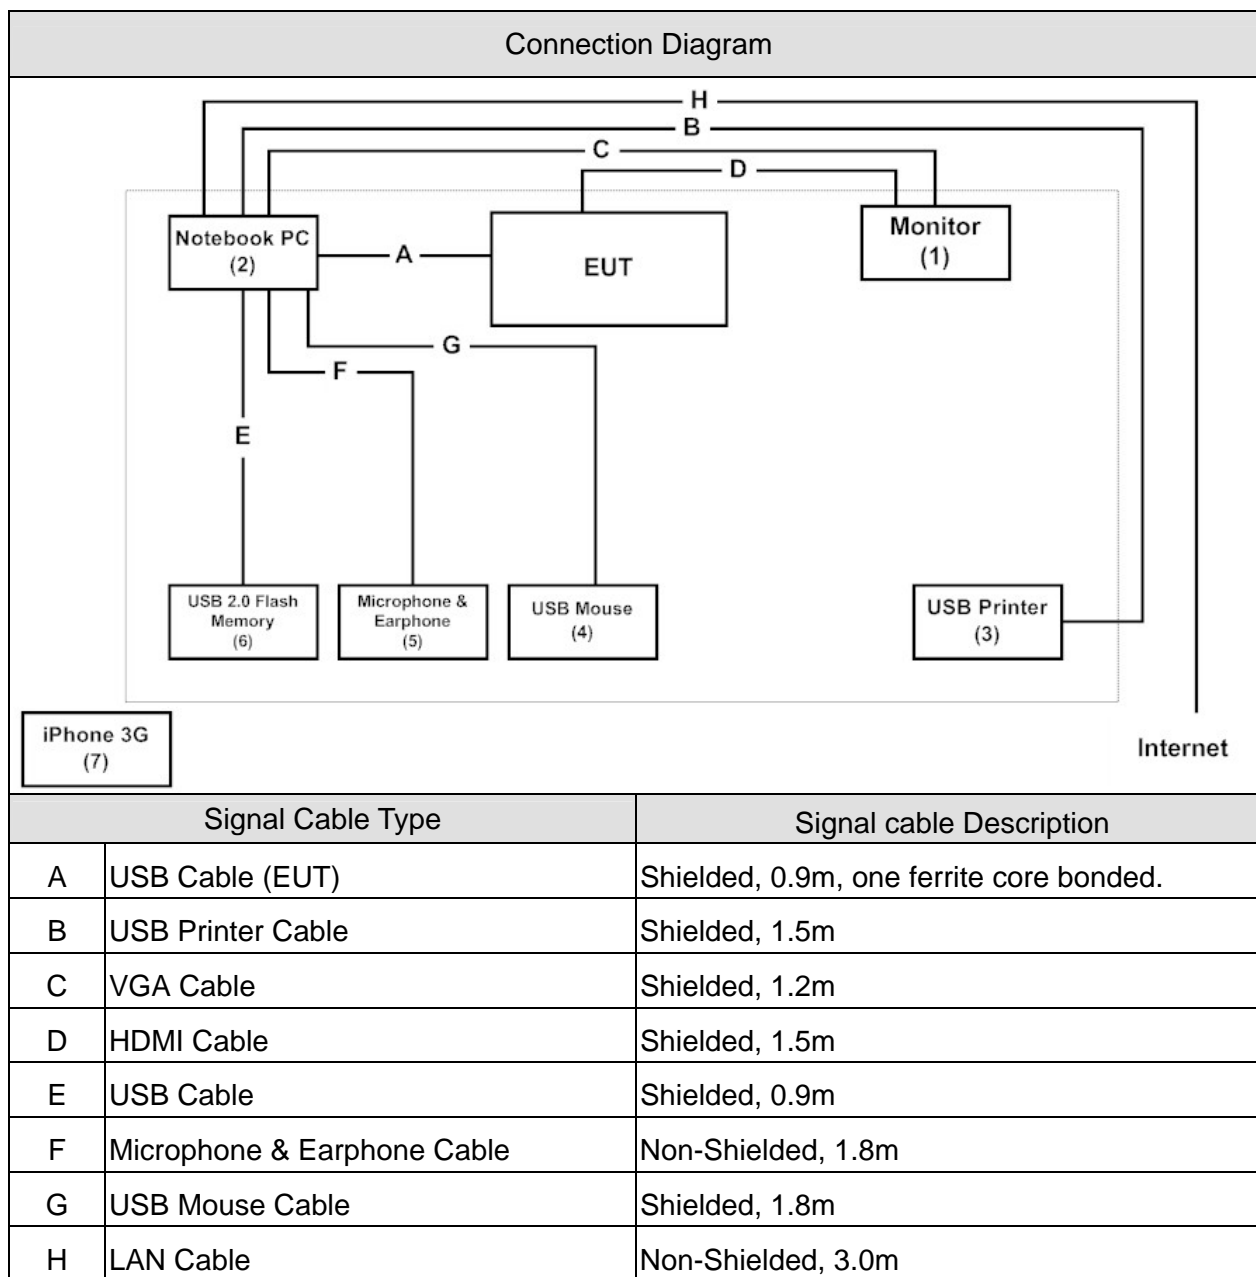 Connection Diagram
H
B
C
D
Notebook PC
(2)
A
EUT
Monitor
(1)
G
F
E
USB 2.0 Flash
Memory
(6)
Microphone &
Earphone
(5)
USB Mouse
(4)
USB Printer
(3)
iPhone 3G
(7)
Internet
Signal Cable Type Signal cable Description
A USB Cable (EUT) Shielded, 0.9m, one ferrite core bonded.
B USB Printer Cable Shielded, 1.5m
C VGA Cable Shielded, 1.2m
D HDMI Cable Shielded, 1.5m
E USB Cable Shielded, 0.9m
F Microphone & Earphone Cable Non-Shielded, 1.8m
G USB Mouse Cable Shielded, 1.8m
H LAN Cable Non-Shielded, 3.0m